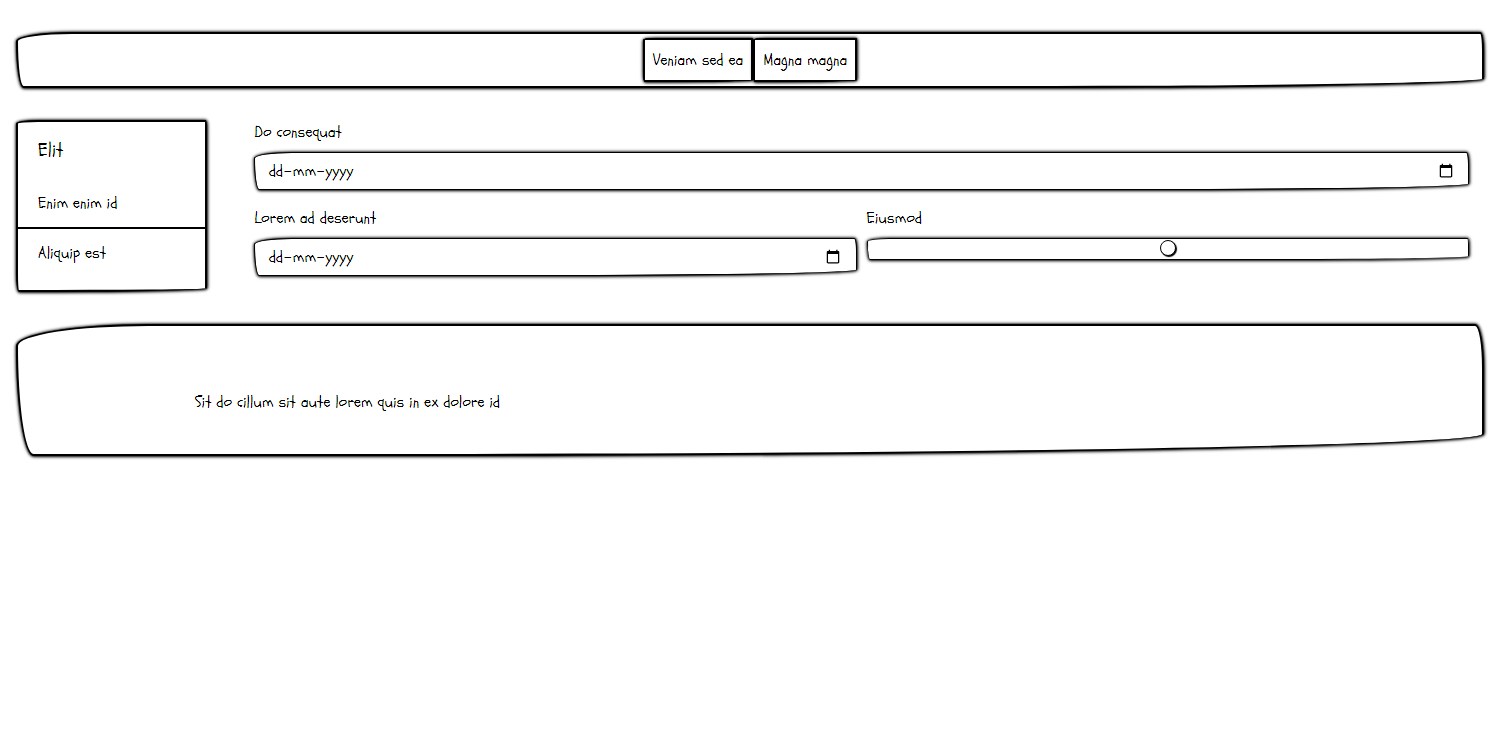 Veniam sed ea Magna magna
Elit
Enim enim id
Aliquip est
Do consequat
dd-mm-yyyy
Lorem ad deserunt
dd-mm-yyyy
Eiusmod
Sit do cillum sit aute lorem quis in ex dolore id